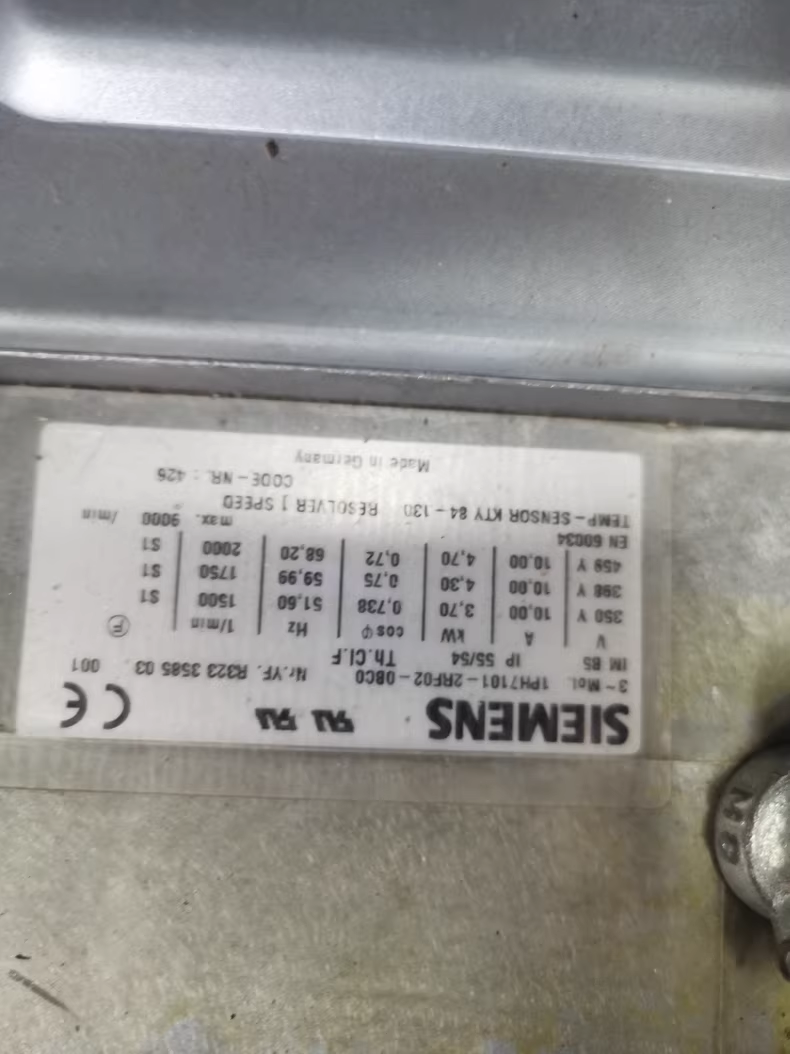 SIEMENS CE
3~Mot. 1PH7101-2RF02-0BC0 Nr.YF. R323 3585 03 001
IM B5 IP 55/54 Th.Cl.F
V A kW cosφ Hz 1/min F
350 Y 10,00 3,70 0,738 51,60 1500 S1
398 Y 10,00 4,30 0,75 59,99 1750 S1
459 Y 10,00 4,70 0,72 68,20 2000 S1
EN 60034 max. 9000 /min
TEMP-SENSOR KTY 84-130 RESOLVER 1 SPEED
CODE-NR.: 426
Made in Germany